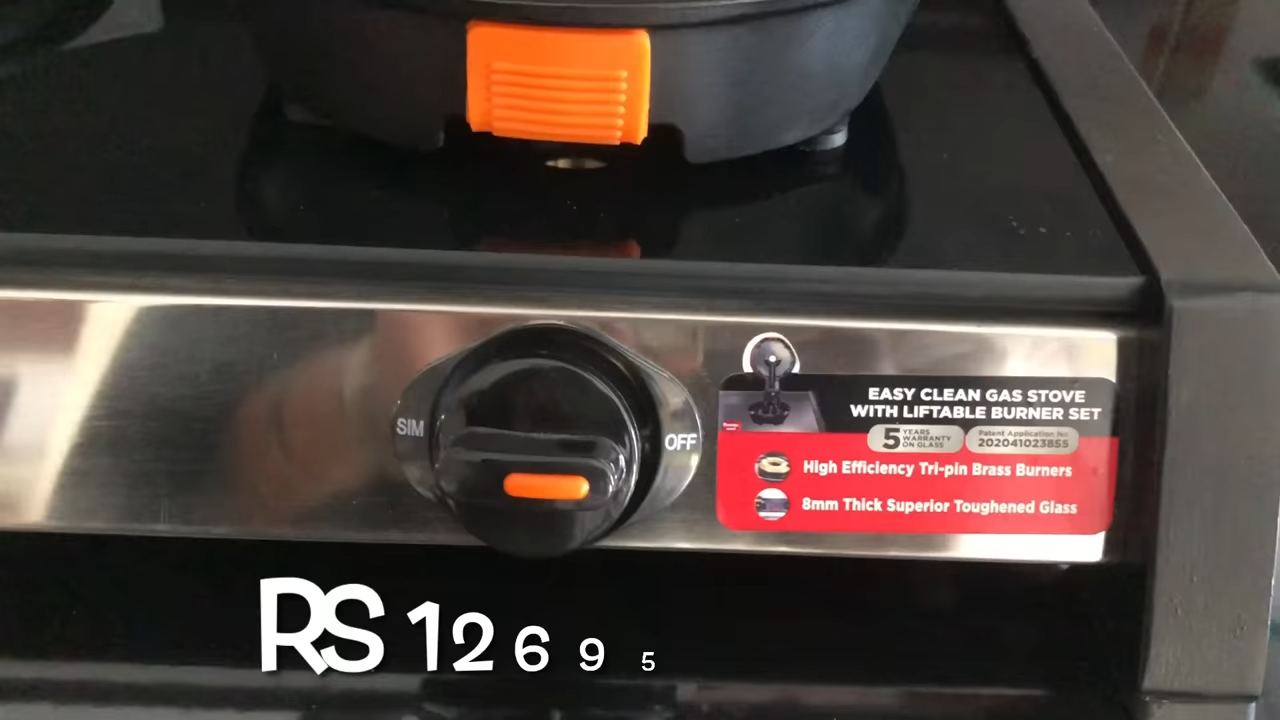 EASY CLEAN GAS STOVE
WITH LIFTABLE BURNER SET
5 YEARS
WARRANTY
ON GLASS
Patent Application No
202041023855
High Efficiency Tri-pin Brass Burners
8mm Thick Superior Toughened Glass
SIM
OFF
RS 12695